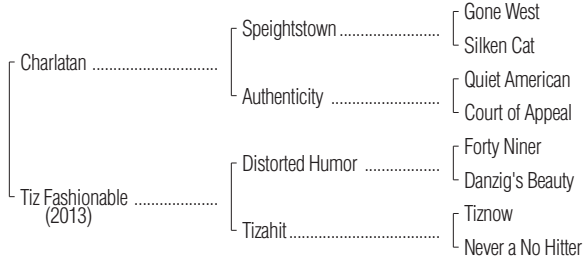 Gone West
Speightstown
Silken Cat
Charlatan
Quiet American
Authenticity
Court of Appeal
Forty Niner
Distorted Humor
Danzig's Beauty
Tiz Fashionable
(2013)
Tiznow
Tizahit
Never a No Hitter